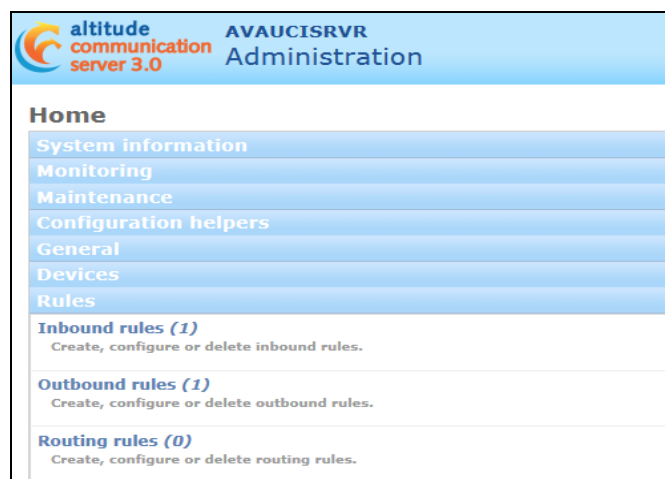 altitude
communication
server 3.0
AVAUCISRVR
Administration
Home
System information
Monitoring
Maintenance
Configuration helpers
General
Devices
Rules
Inbound rules (1)
Create, configure or delete inbound rules.
Outbound rules (1)
Create, configure or delete outbound rules.
Routing rules (0)
Create, configure or delete routing rules.